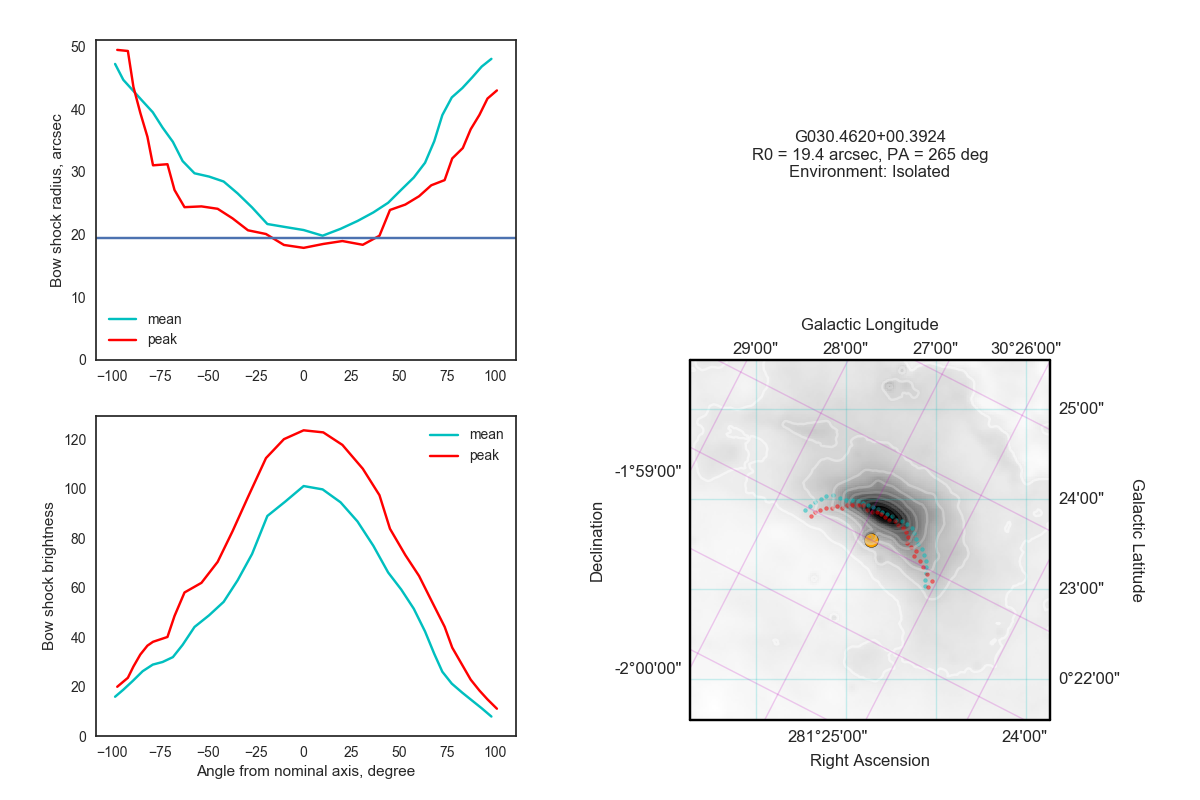 50
40
30
20
10
0
Bow shock radius, arcsec
mean
peak
−100 −75 −50 −25 0 25 50 75 100
120
100
80
60
40
20
0
Bow shock brightness
mean
peak
−100 −75 −50 −25 0 25 50 75 100
Angle from nominal axis, degree
G030.4620+00.3924
R0 = 19.4 arcsec, PA = 265 deg
Environment: Isolated
Galactic Longitude
29'00" 28'00" 27'00" 30°26'00"
25'00"
24'00"
23'00"
0°22'00"
Galactic Latitude
-1°59'00"
-2°00'00"
Declination
281°25'00" 24'00"
Right Ascension